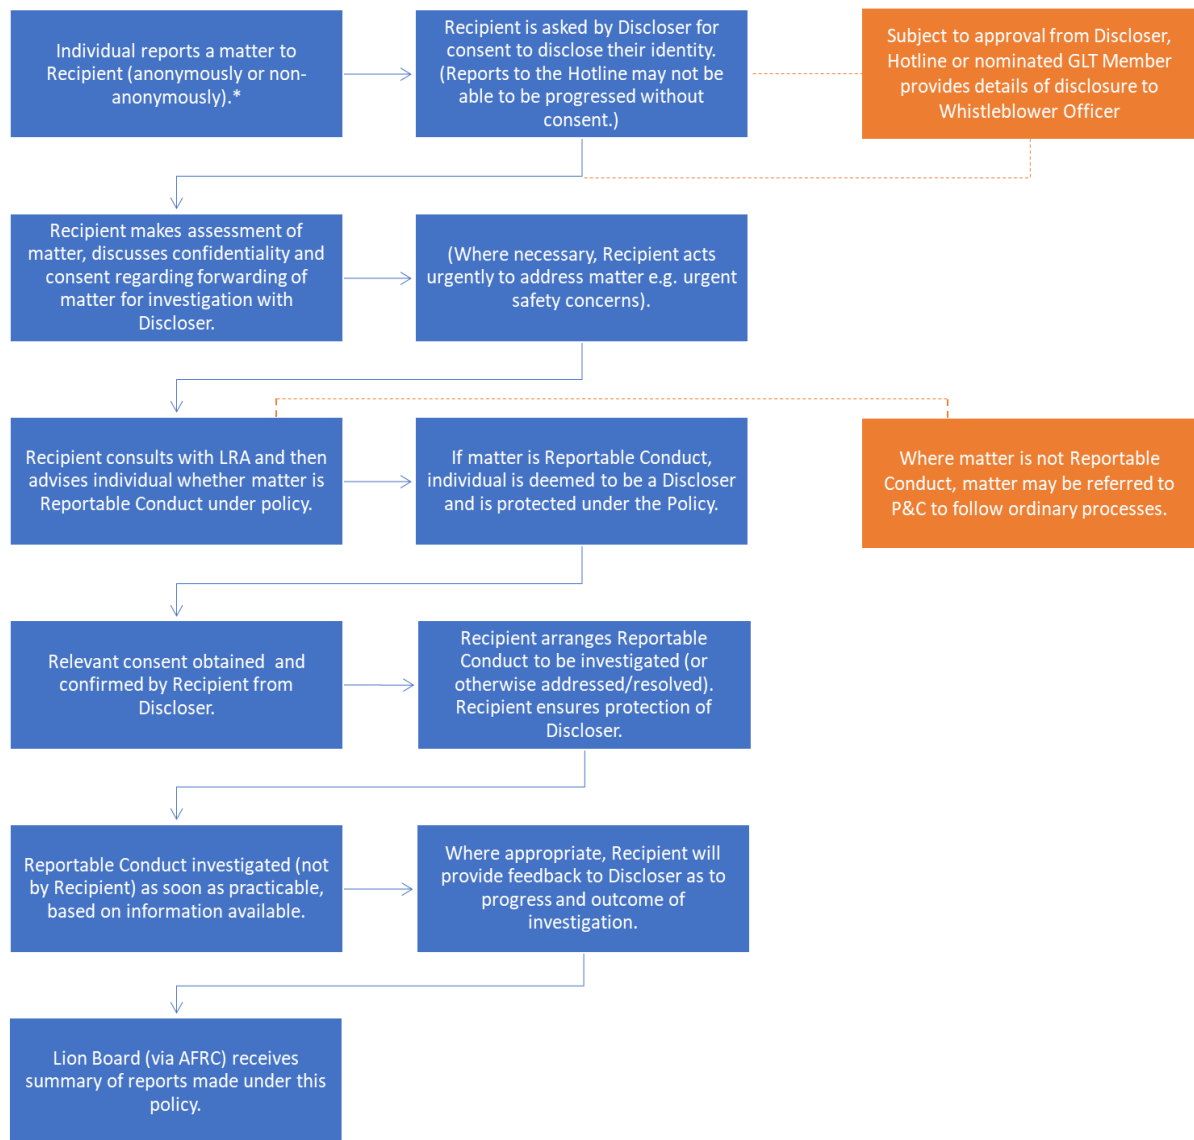 Individual reports a matter to
Recipient (anonymously or non-
anonymously).*
Recipient is asked by Discloser for
consent to disclose their identity.
(Reports to the Hotline may not be
able to be progressed without
consent.)
Subject to approval from Discloser,
Hotline or nominated GLT Member
provides details of disclosure to
Whistleblower Officer
Recipient makes assessment of
matter, discusses confidentiality and
consent regarding forwarding of
matter for investigation with
Discloser.
(Where necessary, Recipient acts
urgently to address matter e.g. urgent
safety concerns).
Recipient consults with LRA and then
advises individual whether matter is
Reportable Conduct under policy.
If matter is Reportable Conduct,
individual is deemed to be a Discloser
and is protected under the Policy.
Where matter is not Reportable
Conduct, matter may be referred to
P&C to follow ordinary processes.
Relevant consent obtained and
confirmed by Recipient from
Discloser.
Recipient arranges Reportable
Conduct to be investigated (or
otherwise addressed/resolved).
Recipient ensures protection of
Discloser.
Reportable Conduct investigated (not
by Recipient) as soon as practicable,
based on information available.
Where appropriate, Recipient will
provide feedback to Discloser as to
progress and outcome of
investigation.
Lion Board (via AFRC) receives
summary of reports made under this
policy.